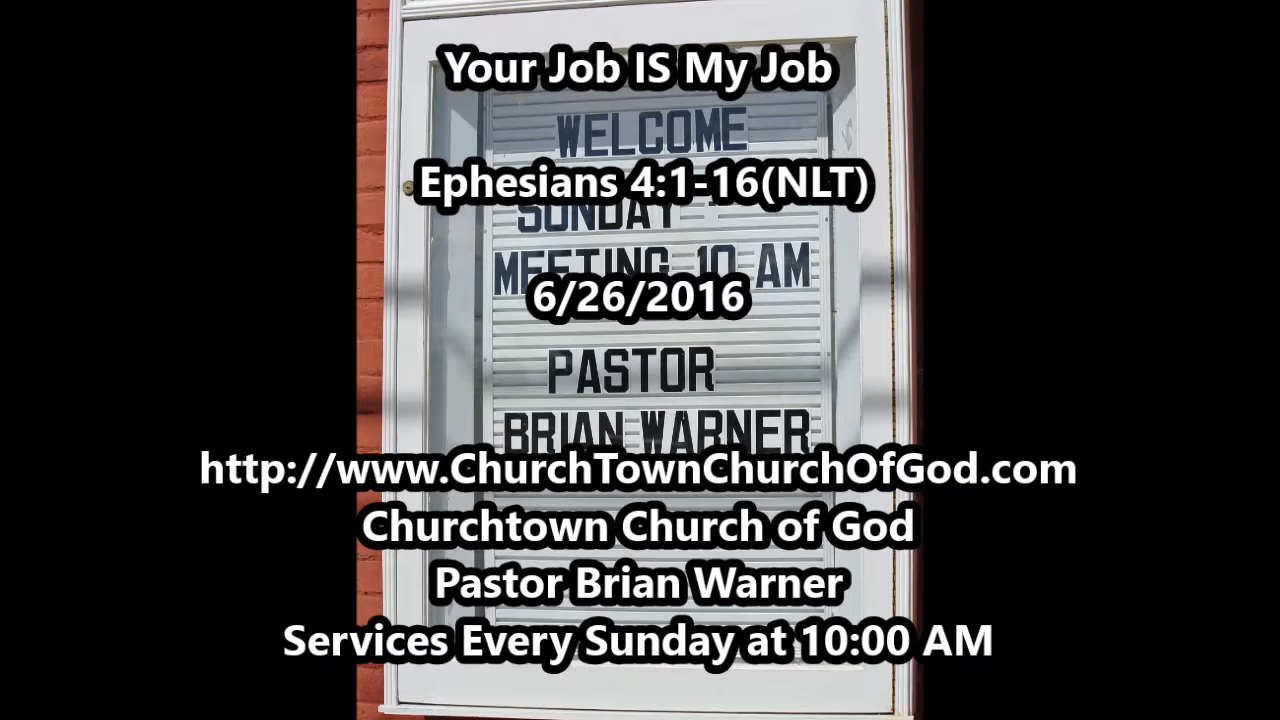 Your Job IS My Job
WELCOME
Ephesians 4:1-16(NLT)
SUNDAY
MEETING 10 AM
6/26/2016
PASTOR
BRIAN WARNER
http://www.ChurchTownChurchOfGod.com
Churchtown Church of God
Pastor Brian Warner
Services Every Sunday at 10:00 AM